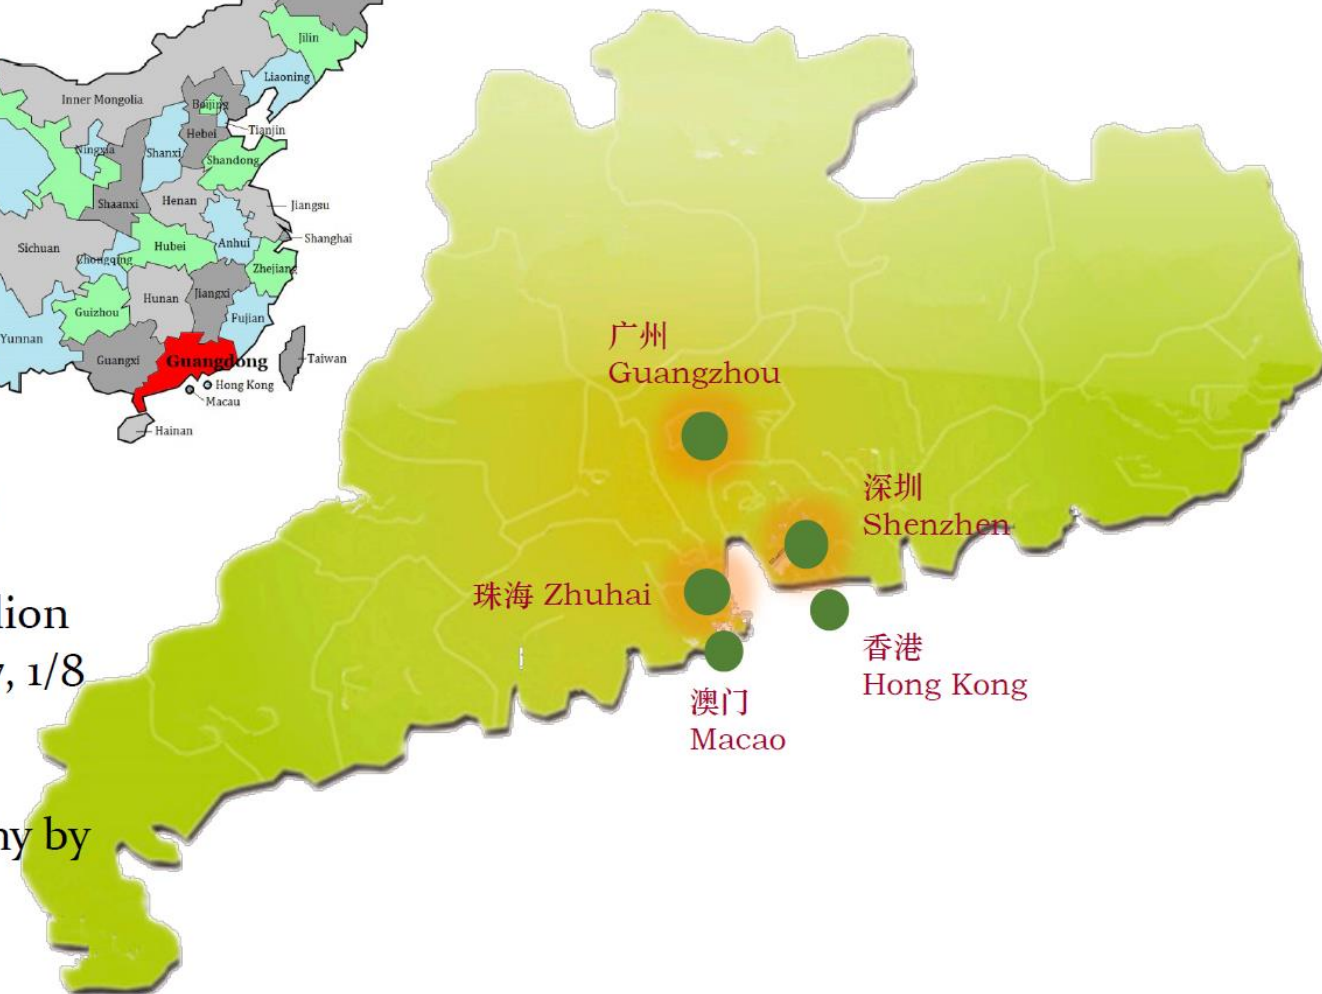 Jilin
Liaoning
Inner Mongolia
Beijing
Tianjin
Hebei
Ningxia
Shanxi
Shandong
Shaanxi
Henan
Jiangsu
Shanghai
Sichuan
Chongqing
Hubei
Anhui
Zhejiang
Hunan
Jiangxi
Guizhou
Fujian
Yunnan
Guangxi
Guangdong
Taiwan
Hong Kong
Macau
Hainan
广州
Guangzhou
深圳
Shenzhen
珠海 Zhuhai
香港
Hong Kong
澳门
Macao
1/8
by